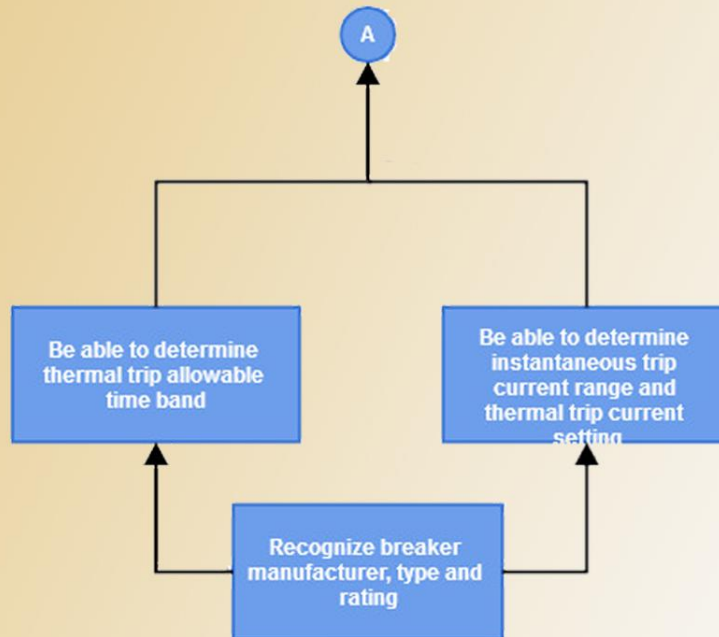 A
Be able to determine
thermal trip allowable
time band
Be able to determine
instantaneous trip
current range and
thermal trip current
setting
Recognize breaker
manufacturer, type and
rating